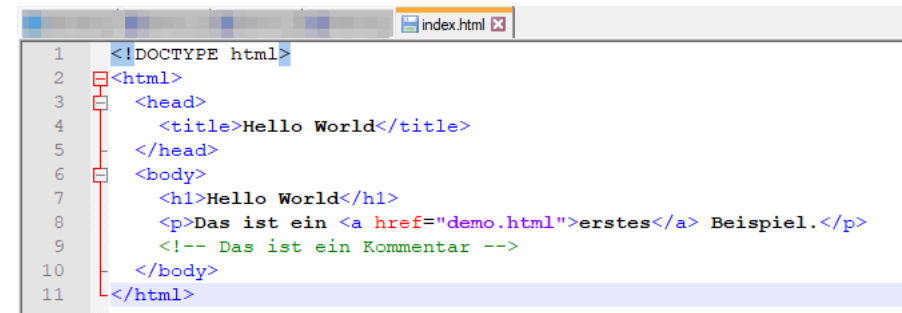 index.html
1 <!DOCTYPE html>
2 <html>
3 <head>
4 <title>Hello World</title>
5 </head>
6 <body>
7 <h1>Hello World</h1>
8 <p>Das ist ein <a href="demo.html">erstes</a> Beispiel.</p>
9 <!-- Das ist ein Kommentar -->
10 </body>
11 </html>